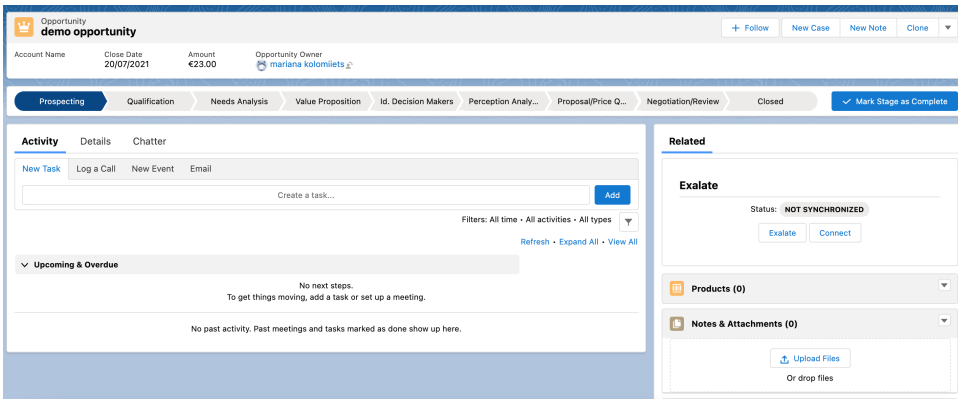 Opportunity
demo opportunity
+ Follow
New Case
New Note
Clone
Account Name
Close Date
Amount
Opportunity Owner
20/07/2021
€23.00
mariana kolomiiets
Prospecting
Qualification
Needs Analysis
Value Proposition
Id. Decision Makers
Perception Analy...
Proposal/Price Q...
Negotiation/Review
Closed
Mark Stage as Complete
Activity
Details
Chatter
New Task
Log a Call
New Event
Email
Create a task...
Add
Filters: All time • All activities • All types
Refresh • Expand All • View All
Upcoming & Overdue
No next steps.
To get things moving, add a task or set up a meeting.
No past activity. Past meetings and tasks marked as done show up here.
Related
Exalate
Status: NOT SYNCHRONIZED
Exalate
Connect
Products (0)
Notes & Attachments (0)
Upload Files
Or drop files